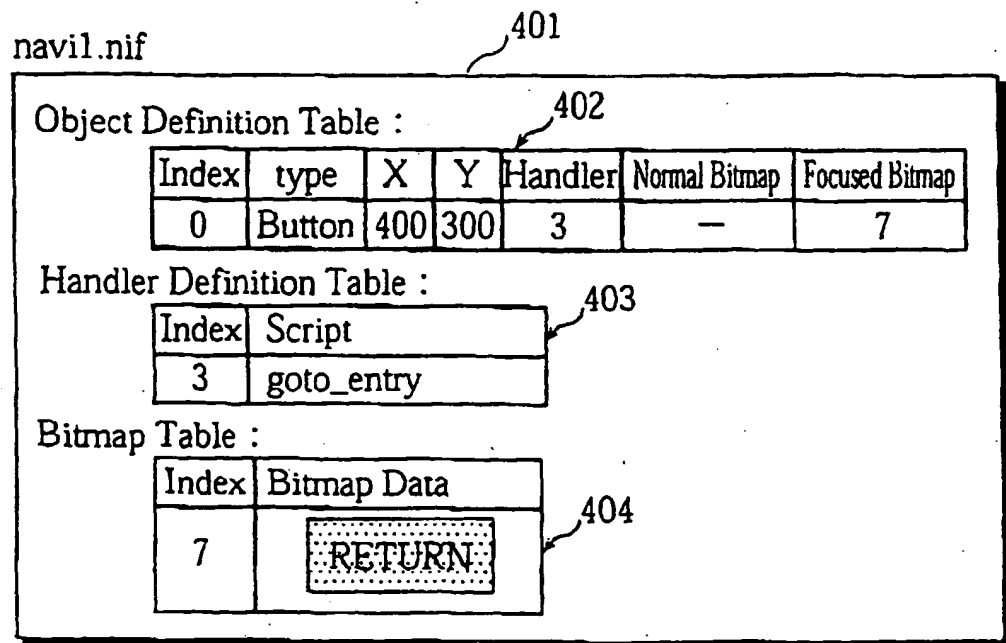 401
navi1.nif
Object Definition Table :
402
Index type X Y Handler Normal Bitmap Focused Bitmap
0 Button 400 300 3 — 7
Handler Definition Table :
403
Index Script
3 goto_entry
Bitmap Table :
Index Bitmap Data
404
7 RETURN